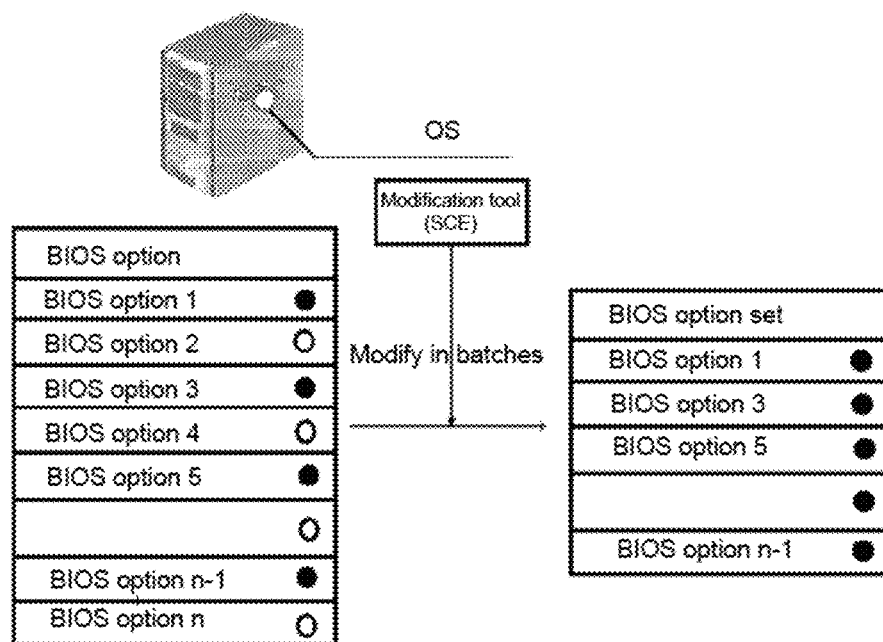 OS
Modification tool
(SCE)
BIOS option
BIOS option 1
BIOS option 2
BIOS option 3
BIOS option 4
BIOS option 5
BIOS option n-1
BIOS option n
Modify in batches
BIOS option set
BIOS option 1
BIOS option 3
BIOS option 5
BIOS option n-1